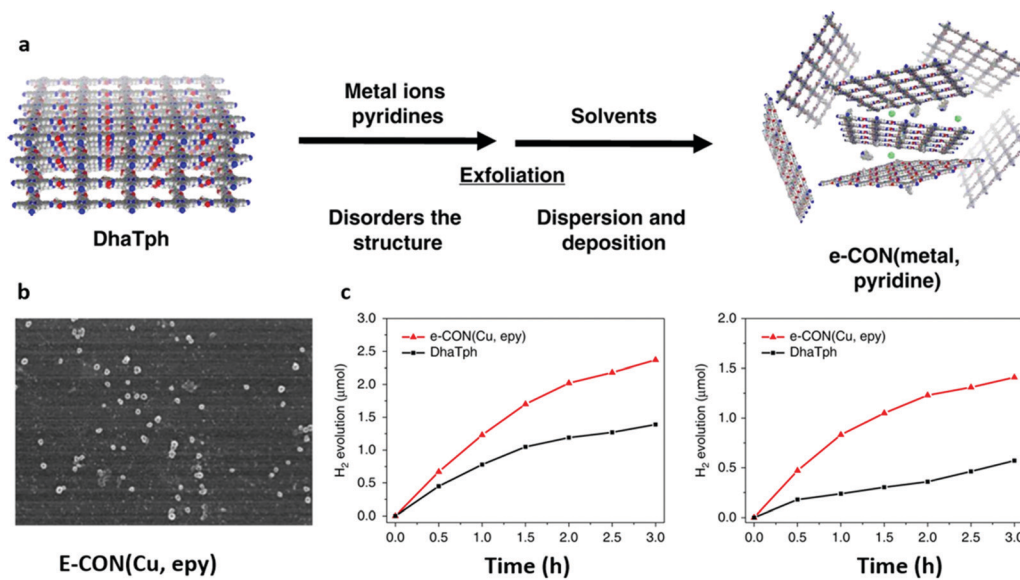 a
DhaTph
Metal ions
pyridines
Solvents
Exfoliation
Disorders the
structure
Dispersion and
deposition
e-CON(metal,
pyridine)
b
E-CON(Cu, epy)
c
3.0
2.5
2.0
1.5
1.0
0.5
0.0
H₂ evolution (μmol)
e-CON(Cu, epy)
DhaTph
0.0 0.5 1.0 1.5 2.0 2.5 3.0
Time (h)
2.0
1.5
1.0
0.5
0.0
H₂ evolution (μmol)
e-CON(Cu, epy)
DhaTph
0.0 0.5 1.0 1.5 2.0 2.5 3.0
Time (h)